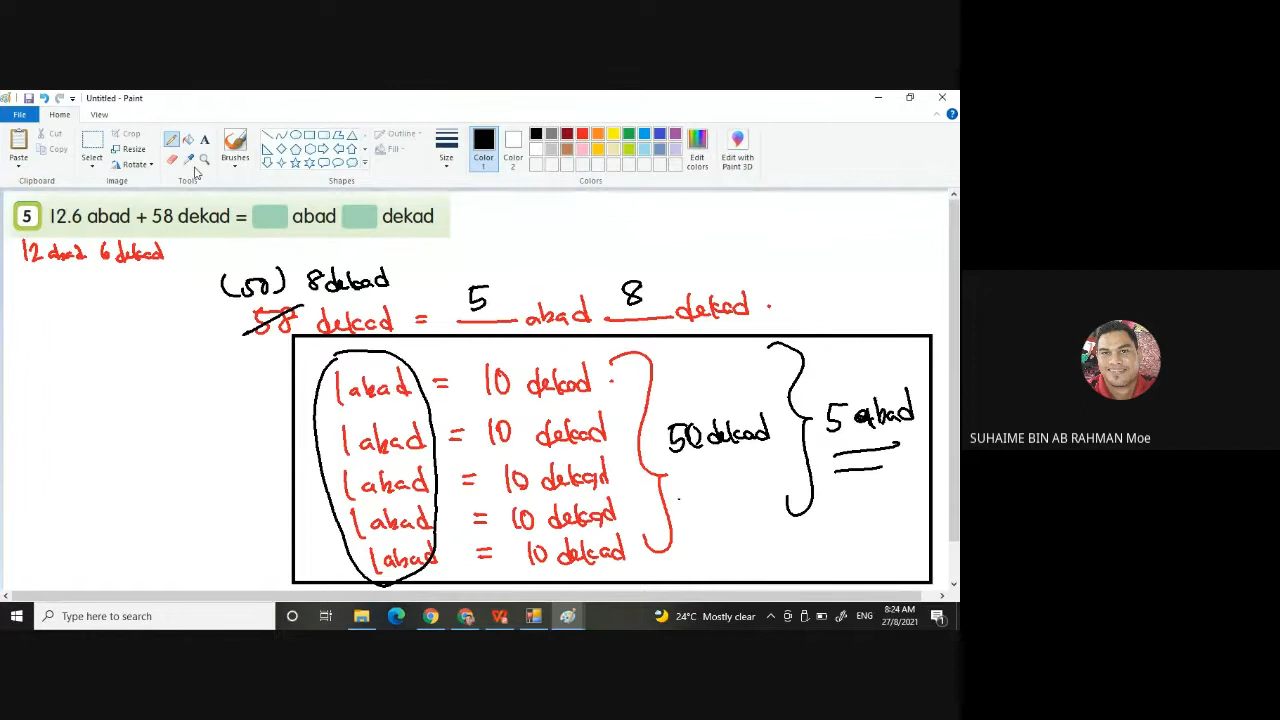 Untitled - Paint
File Home View
Paste Cut Copy Select Crop Resize Rotate Brushes Outline Fill Size Color 1 Color 2 Edit colors Edit with Paint 3D
Clipboard Image Tools Shapes Colors
5 12.6 abad + 58 dekad = abad dekad
12 abad 6 dekad
(50) 8 dekad
58 dekad = 5 abad 8 dekad.
1 abad = 10 dekad.
1 abad = 10 dekad
1 abad = 10 dekad
1 abad = 10 dekad
1 abad = 10 dekad
50 dekad
5 abad
SUHAIME BIN AB RAHMAN Moe
Type here to search
24°C Mostly clear ENG 8:24 AM
27/8/2021